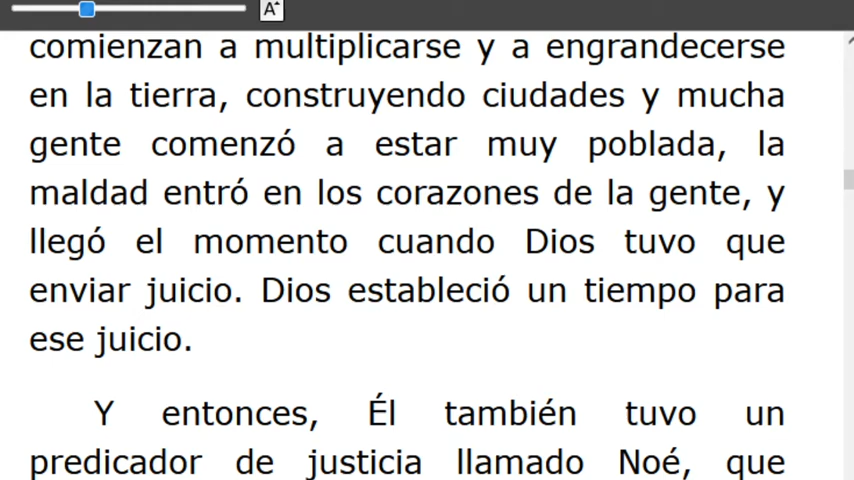 A
comienzan a multiplicarse y a engrandecerse
en la tierra, construyendo ciudades y mucha
gente comenzó a estar muy poblada, la
maldad entró en los corazones de la gente, y
llegó el momento cuando Dios tuvo que
enviar juicio. Dios estableció un tiempo para
ese juicio.
Y entonces, Él también tuvo un
predicador de justicia llamado Noé, que